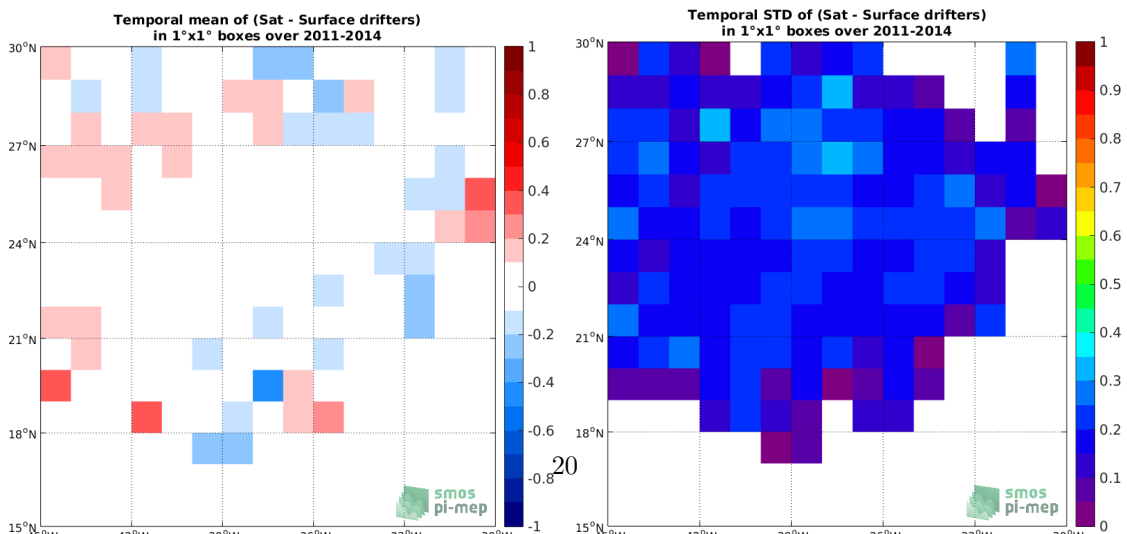 Temporal mean of (Sat - Surface drifters)
in 1°x1° boxes over 2011-2014
30°N
27°N
24°N
21°N
18°N
15°N
1
0.8
0.6
0.4
0.2
0
-0.2
-0.4
-0.6
-0.8
-1
smos
pi-mep
20
Temporal STD of (Sat - Surface drifters)
in 1°x1° boxes over 2011-2014
30°N
27°N
24°N
21°N
18°N
15°N
1
0.9
0.8
0.7
0.6
0.5
0.4
0.3
0.2
0.1
0
smos
pi-mep